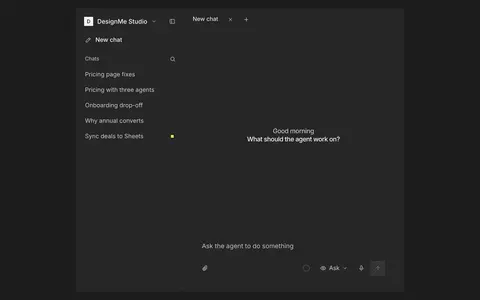 D DesignMe Studio
New chat
New chat
Chats
Pricing page fixes
Pricing with three agents
Onboarding drop-off
Why annual converts
Sync deals to Sheets
Good morning
What should the agent work on?
Ask the agent to do something
Ask